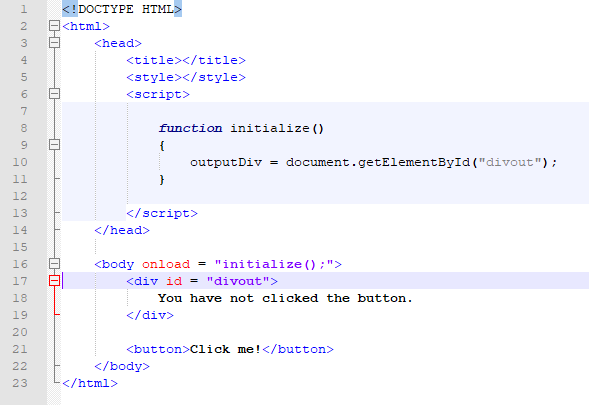 1 <!DOCTYPE HTML>
2 <html>
3 <head>
4 <title></title>
5 <style></style>
6 <script>
7
8 function initialize()
9 {
10 outputDiv = document.getElementById("divout");
11 }
12
13 </script>
14 </head>
15
16 <body onload = "initialize();">
17 <div id = "divout">
18 You have not clicked the button.
19 </div>
20
21 <button>Click me!</button>
22 </body>
23 </html>